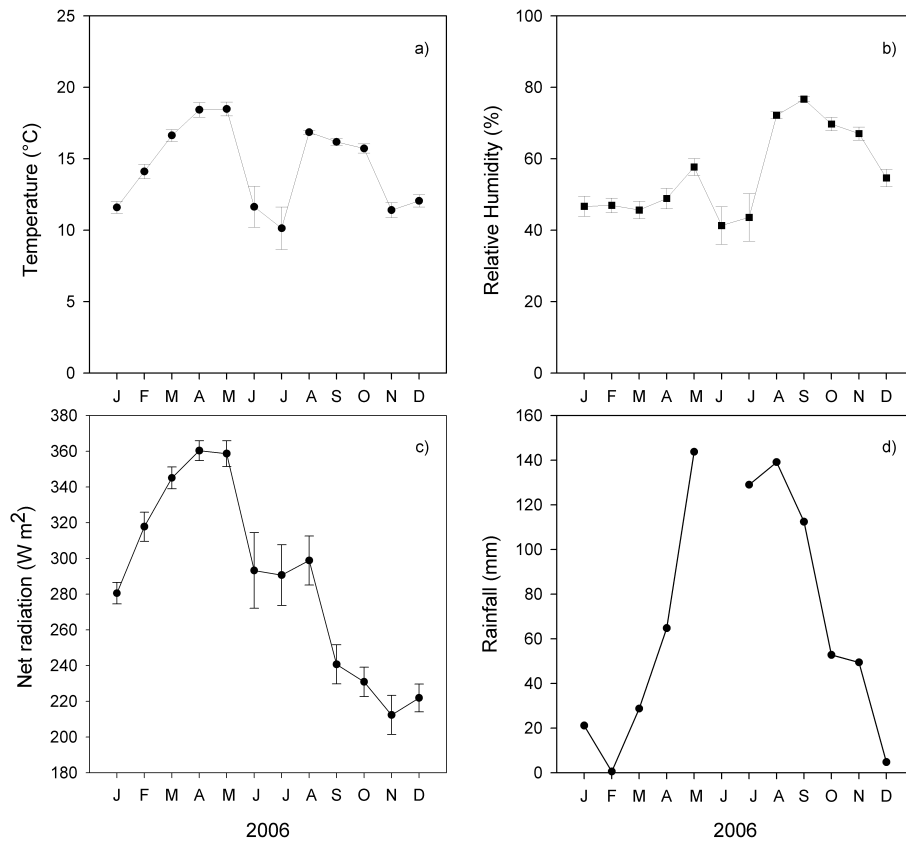 a)
Temperature (°C)
25
20
15
10
5
0
J F M A M J J A S O N D
b)
Relative Humidity (%)
100
80
60
40
20
0
J F M A M J J A S O N D
c)
Net radiation (W m²)
380
360
340
320
300
280
260
240
220
200
180
J F M A M J J A S O N D
2006
d)
Rainfall (mm)
160
140
120
100
80
60
40
20
0
J F M A M J J A S O N D
2006